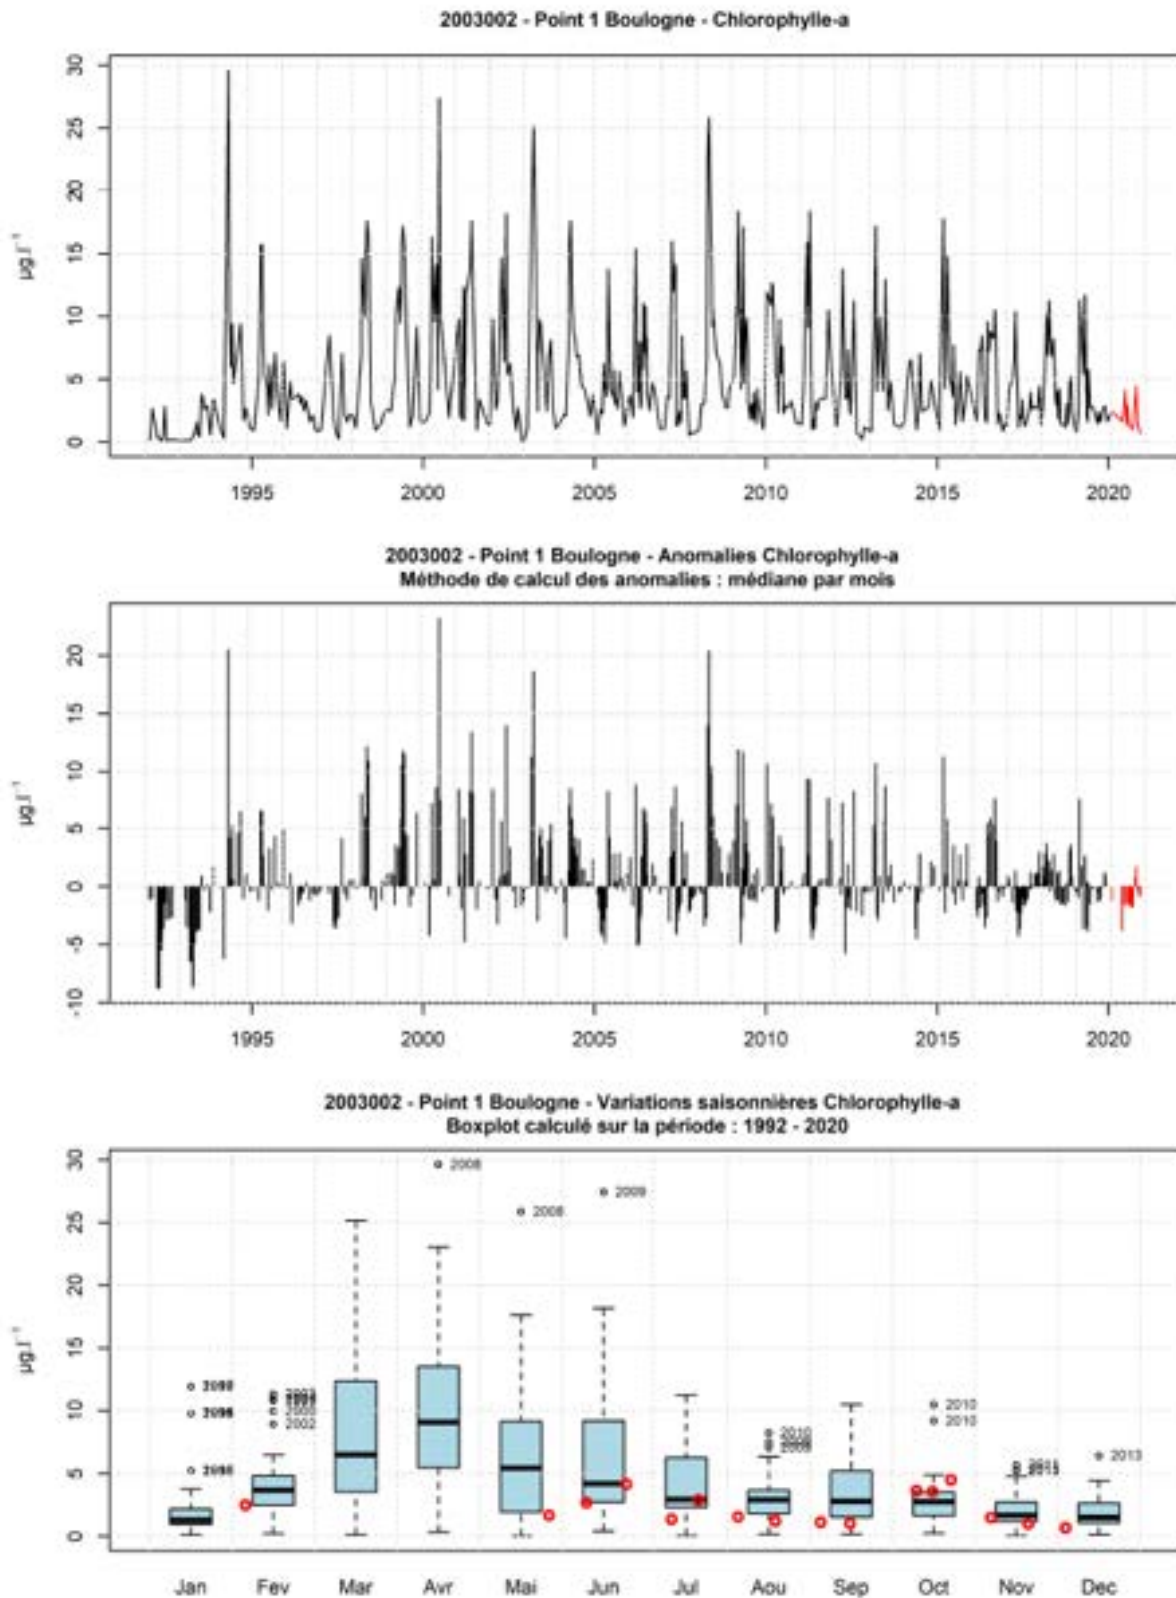 2003002 - Point 1 Boulogne - Chlorophylle-a
30
25
20
15
10
5
0
µg.l⁻¹
1995 2000 2005 2010 2015 2020
2003002 - Point 1 Boulogne - Anomalies Chlorophylle-a
Méthode de calcul des anomalies : médiane par mois
20
15
10
5
0
-5
-10
µg.l⁻¹
1995 2000 2005 2010 2015 2020
2003002 - Point 1 Boulogne - Variations saisonnières Chlorophylle-a
Boxplot calculé sur la période : 1992 - 2020
30
25
20
15
10
5
0
µg.l⁻¹
2008
2008
2009
2002
2010
2010
2010
2013
Jan Fev Mar Avr Mai Jun Jul Aou Sep Oct Nov Dec